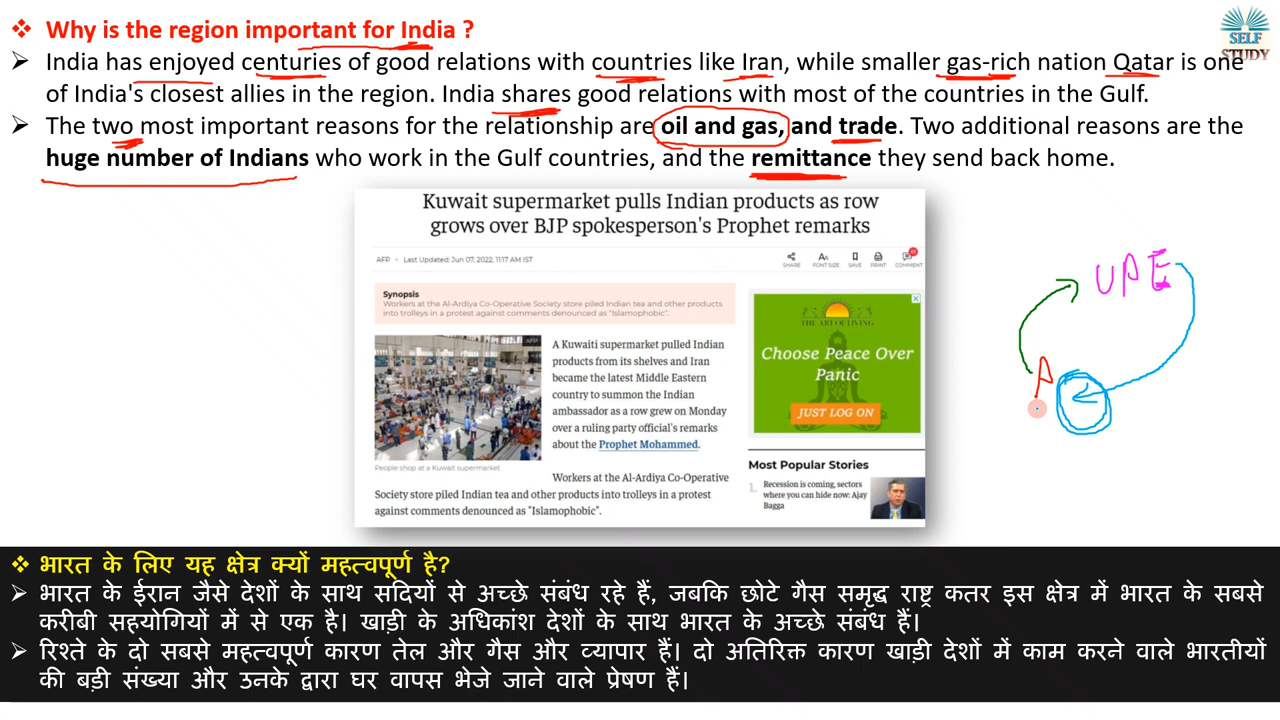 ❖ Why is the region important for India ?
SELF
STUDY
➢ India has enjoyed centuries of good relations with countries like Iran, while smaller gas-rich nation Qatar is one
of India's closest allies in the region. India shares good relations with most of the countries in the Gulf.
➢ The two most important reasons for the relationship are oil and gas, and trade. Two additional reasons are the
huge number of Indians who work in the Gulf countries, and the remittance they send back home.
Kuwait supermarket pulls Indian products as row
grows over BJP spokesperson's Prophet remarks
AFP • Last Updated: Jun 07, 2022, 11:17 AM IST
SHARE FONT SIZE SAVE PRINT COMMENT
Synopsis
Workers at the Al-Ardiya Co-Operative Society store piled Indian tea and other products
into trolleys in a protest against comments denounced as "Islamophobic".
AFP
People shop at a Kuwait supermarket
A Kuwaiti supermarket pulled Indian
products from its shelves and Iran
became the latest Middle Eastern
country to summon the Indian
ambassador as a row grew on Monday
over a ruling party official's remarks
about the Prophet Mohammed.
Workers at the Al-Ardiya Co-Operative
Society store piled Indian tea and other products into trolleys in a protest
against comments denounced as "Islamophobic".
THE ART OF LIVING
Choose Peace Over
Panic
JUST LOG ON
Most Popular Stories
1. Recession is coming, sectors
where you can hide now: Ajay
Bagga
UAE
A
❖ भारत के लिए यह क्षेत्र क्यों महत्वपूर्ण है?
➢ भारत के ईरान जैसे देशों के साथ सदियों से अच्छे संबंध रहे हैं, जबकि छोटे गैस समृद्ध राष्ट्र कतर इस क्षेत्र में भारत के सबसे
करीबी सहयोगियों में से एक है। खाड़ी के अधिकांश देशों के साथ भारत के अच्छे संबंध हैं।
➢ रिश्ते के दो सबसे महत्वपूर्ण कारण तेल और गैस और व्यापार हैं। दो अतिरिक्त कारण खाड़ी देशों में काम करने वाले भारतीयों
की बड़ी संख्या और उनके द्वारा घर वापस भेजे जाने वाले प्रेषण हैं।